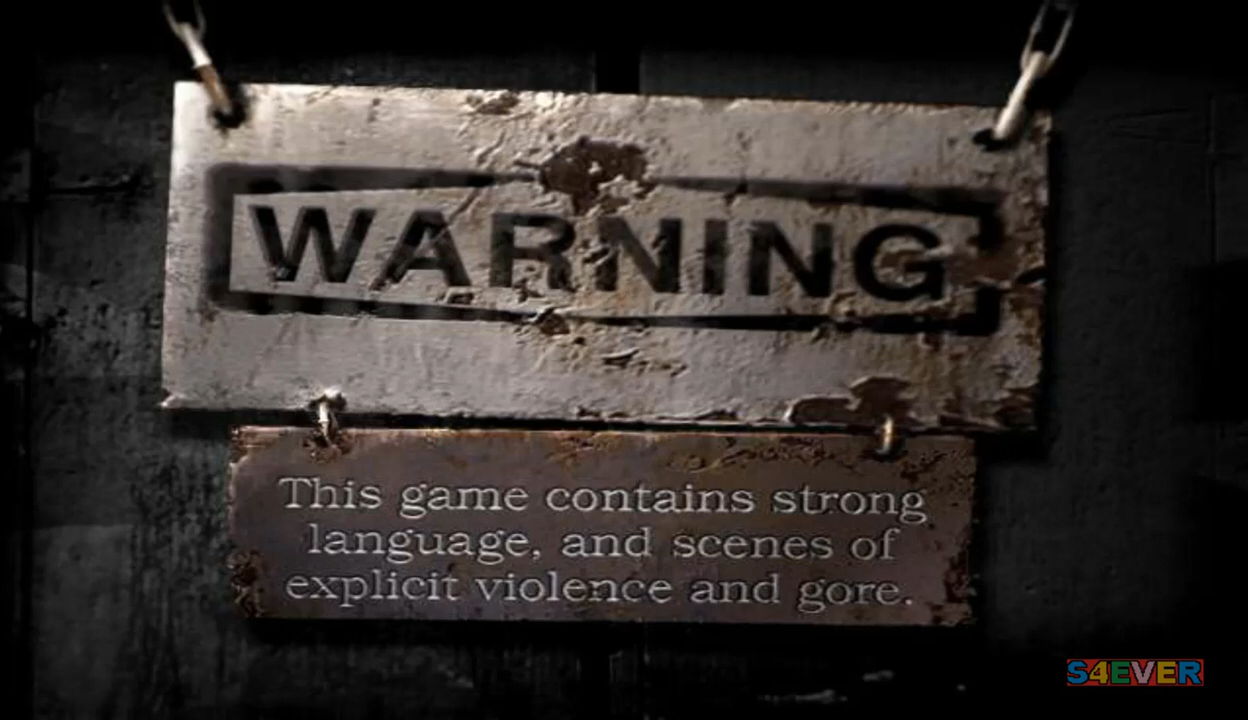 WARNING
This game contains strong
language, and scenes of
explicit violence and gore.
S4EVER